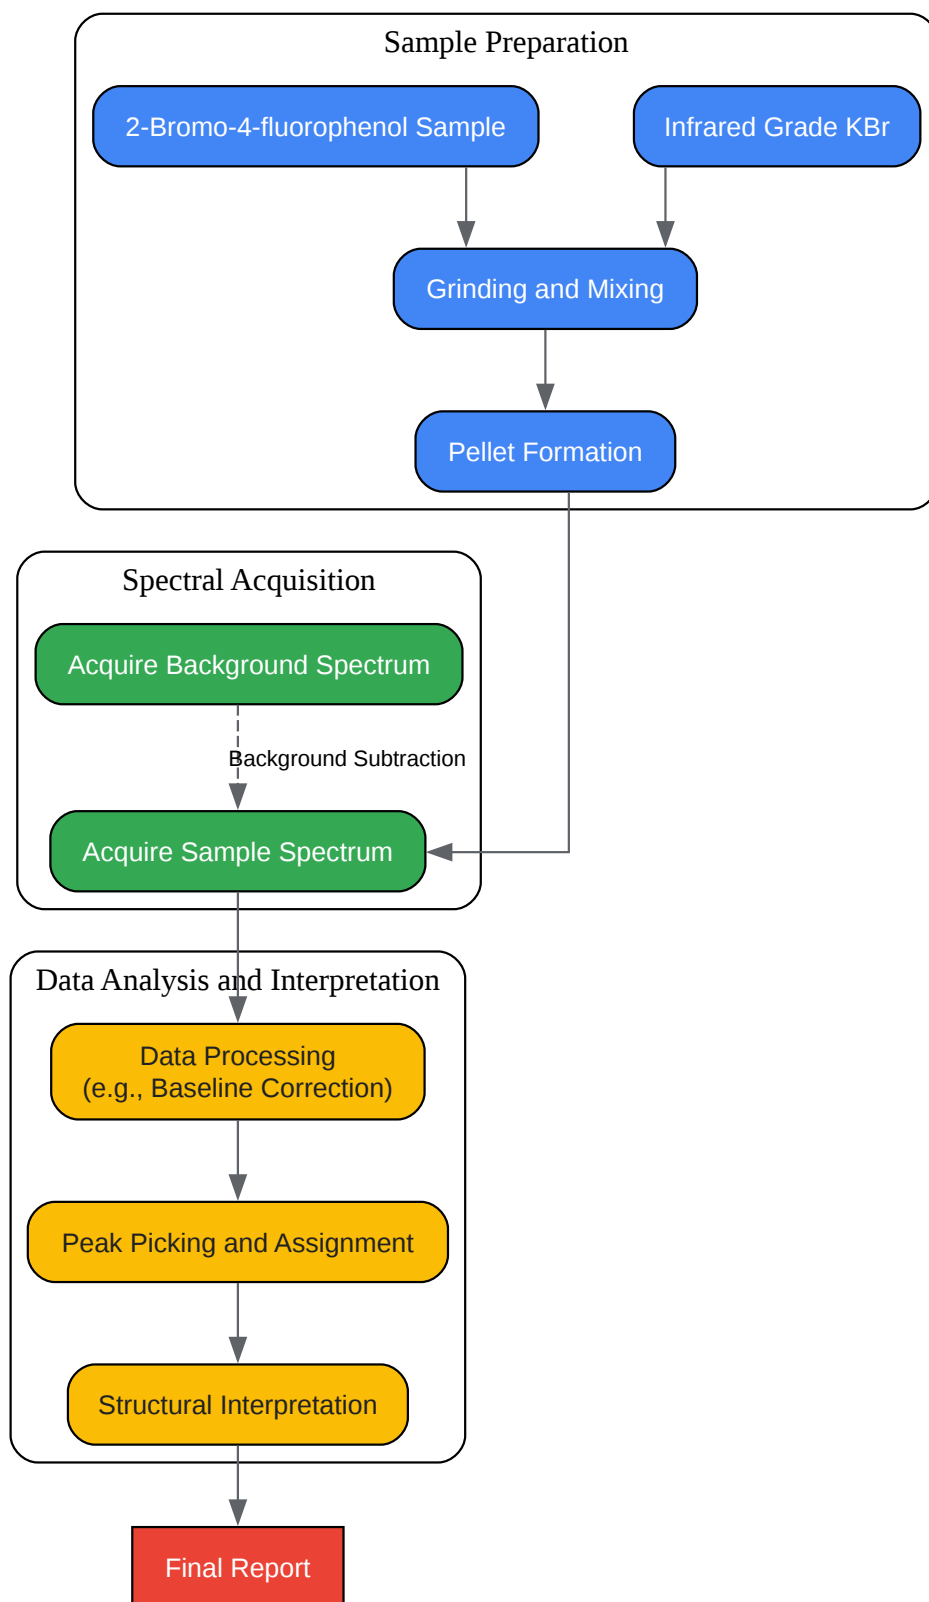 Sample Preparation
2-Bromo-4-fluorophenol Sample
Infrared Grade KBr
Grinding and Mixing
Pellet Formation
Spectral Acquisition
Acquire Background Spectrum
Background Subtraction
Acquire Sample Spectrum
Data Analysis and Interpretation
Data Processing
(e.g., Baseline Correction)
Peak Picking and Assignment
Structural Interpretation
Final Report